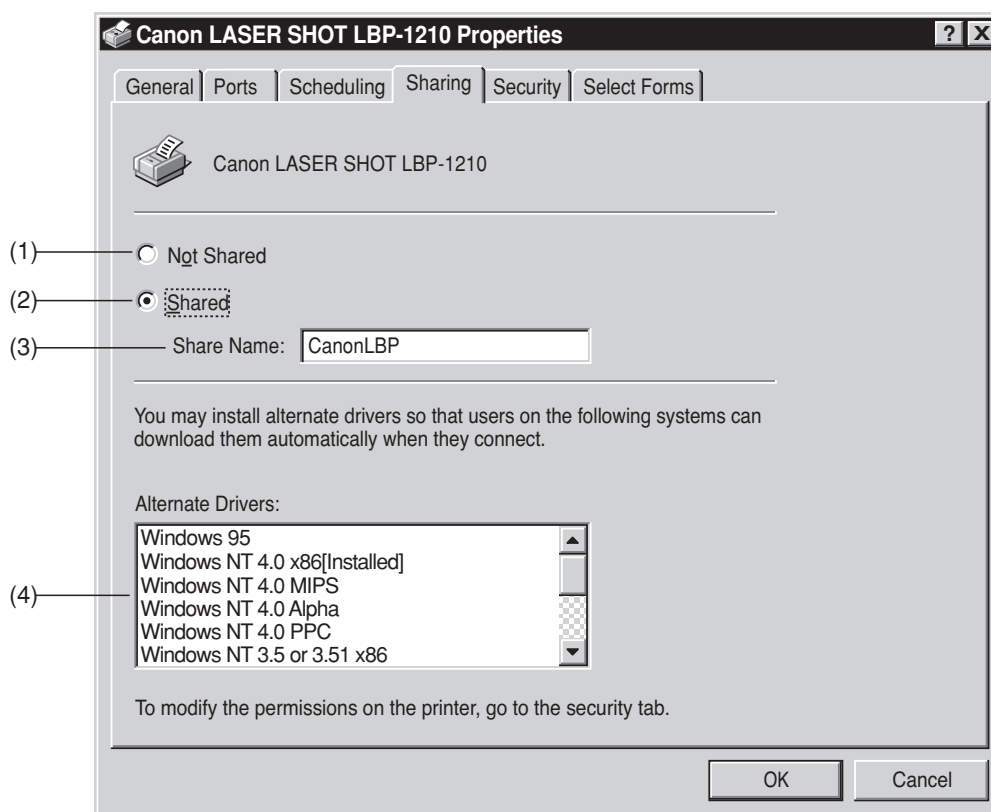 Canon LASER SHOT LBP-1210 Properties ? X
General Ports Scheduling Sharing Security Select Forms
Canon LASER SHOT LBP-1210
(1) Not Shared
(2) Shared
(3) Share Name: CanonLBP
You may install alternate drivers so that users on the following systems can
download them automatically when they connect.
Alternate Drivers:
Windows 95
Windows NT 4.0 x86[Installed]
Windows NT 4.0 MIPS
(4) Windows NT 4.0 Alpha
Windows NT 4.0 PPC
Windows NT 3.5 or 3.51 x86
To modify the permissions on the printer, go to the security tab.
OK Cancel